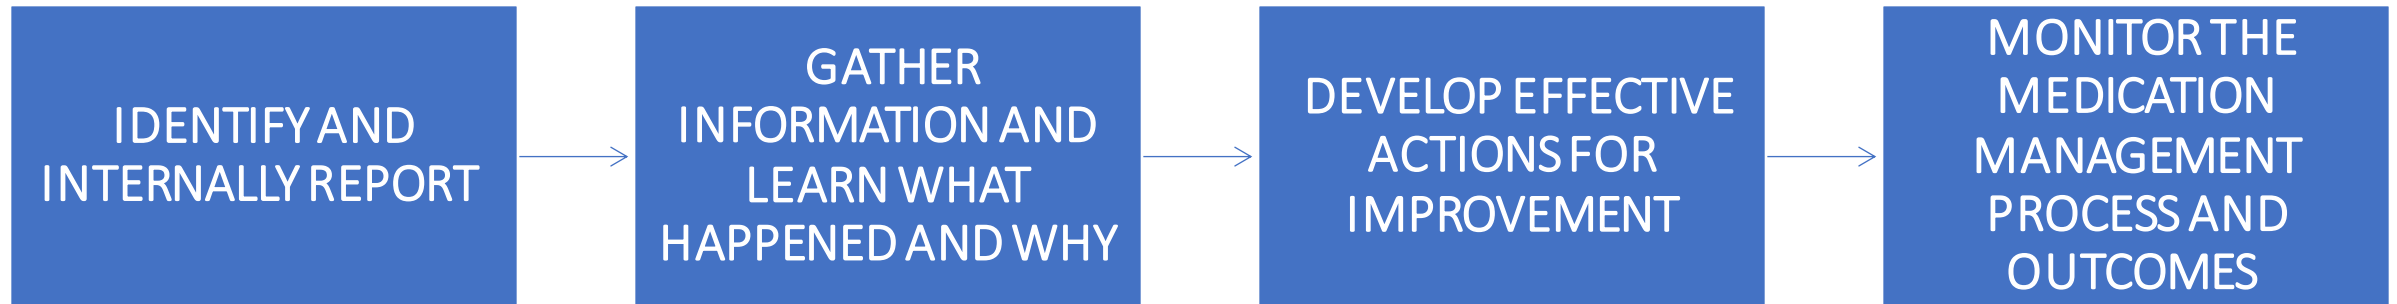 IDENTIFY AND
INTERNALLY REPORT
GATHER
INFORMATION AND
LEARN WHAT
HAPPENED AND WHY
DEVELOP EFFECTIVE
ACTIONS FOR
IMPROVEMENT
MONITOR THE
MEDICATION
MANAGEMENT
PROCESS AND
OUTCOMES